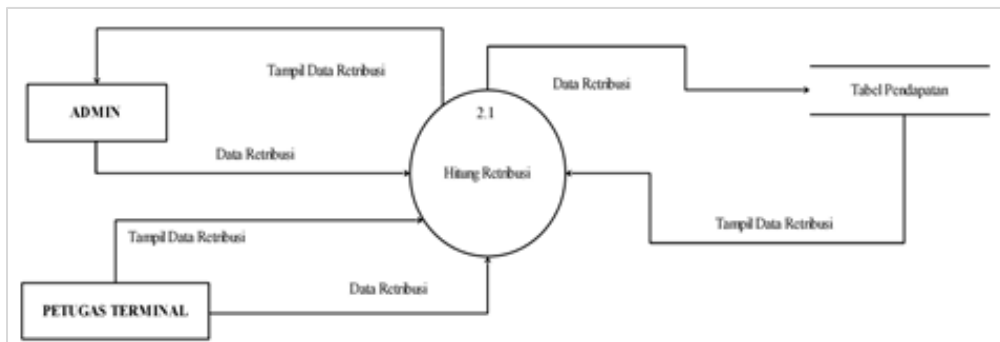 Tampil Data Retribusi
ADMIN
Data Retribusi
2.1
Hitung Retribusi
Data Retribusi
Tabel Pendapatan
Tampil Data Retribusi
Tampil Data Retribusi
Data Retribusi
PETUGAS TERMINAL